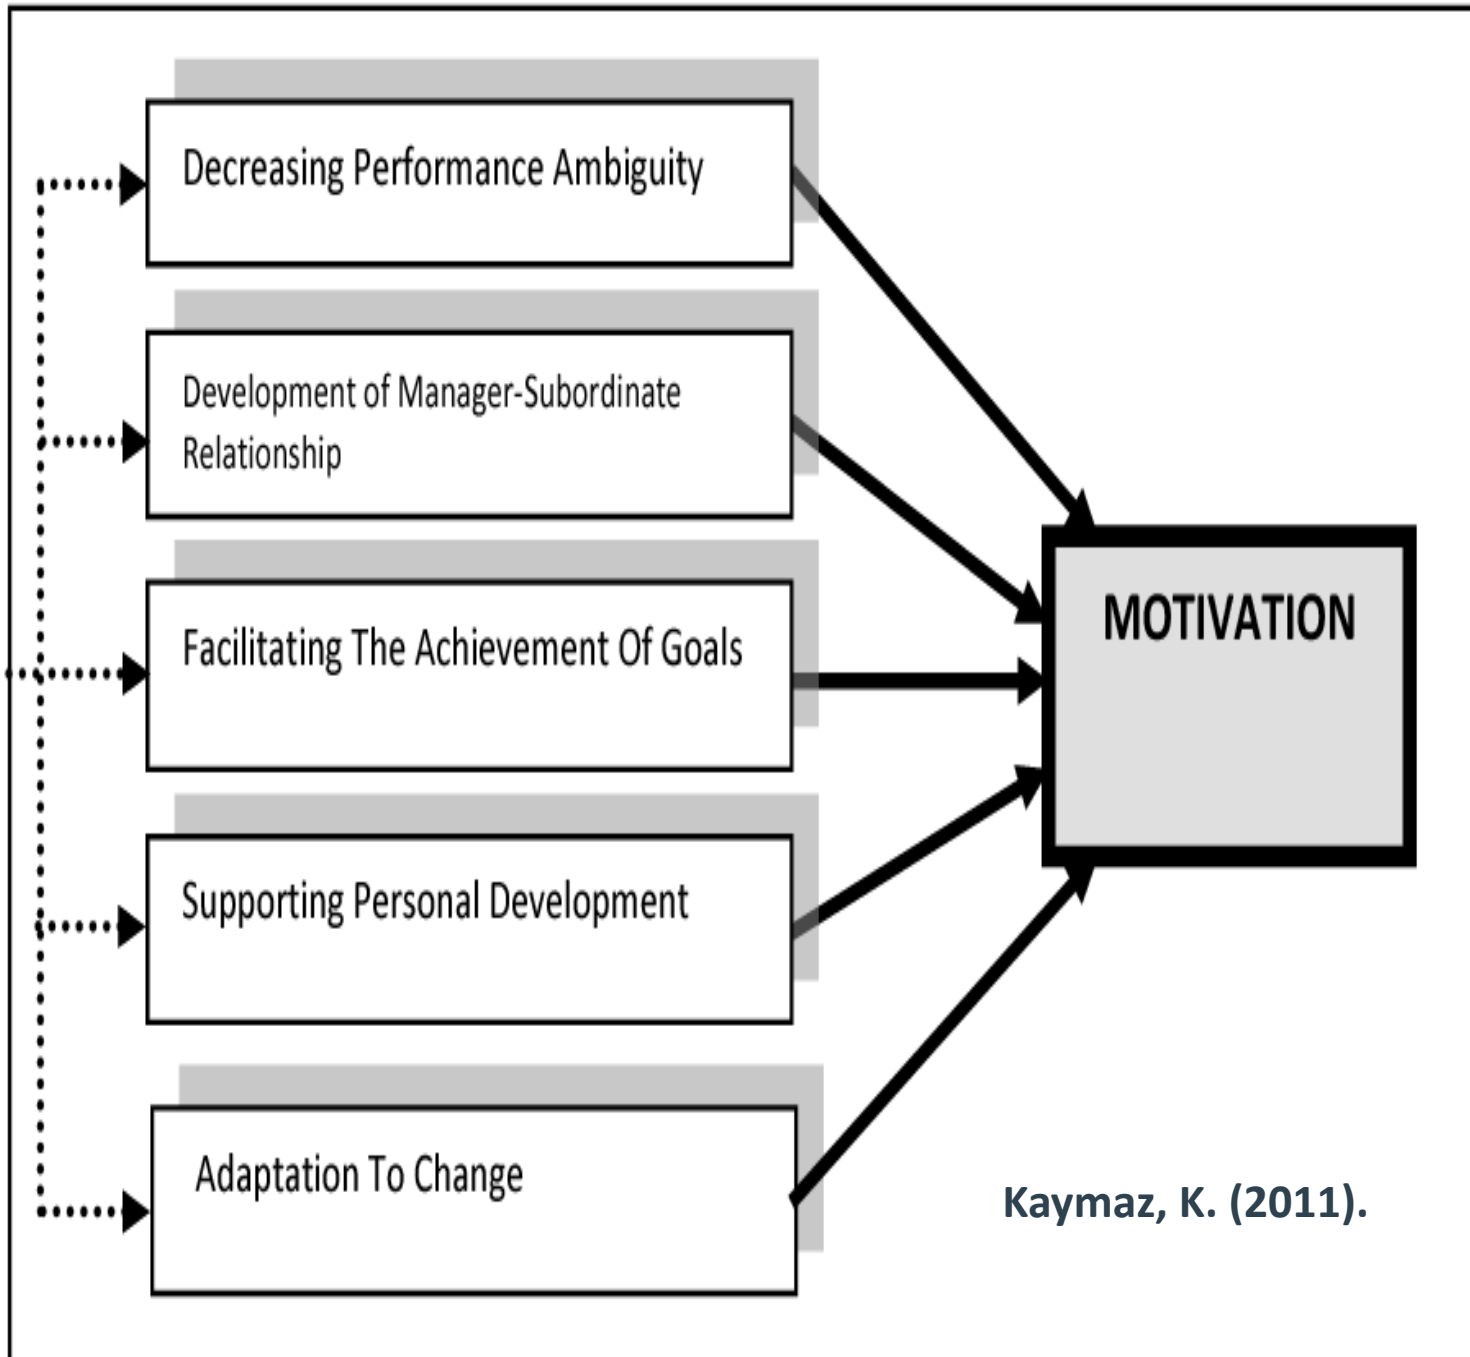 Decreasing Performance Ambiguity
Development of Manager-Subordinate
Relationship
Facilitating The Achievement Of Goals
MOTIVATION
Supporting Personal Development
Adaptation To Change
Kaymaz, K. (2011).